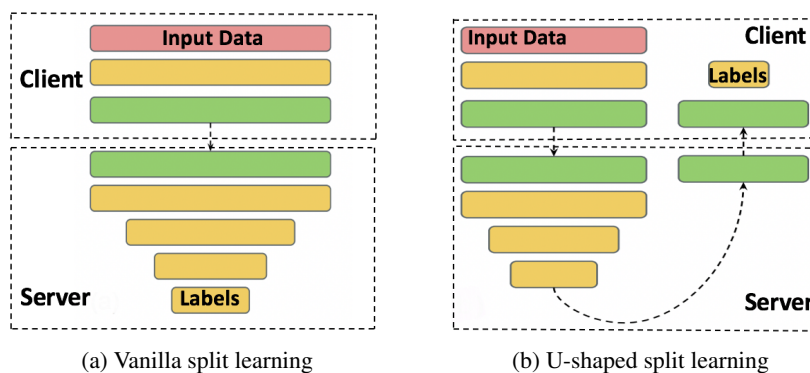 Input Data
Client
Server
Labels
(a) Vanilla split learning
Input Data
Client
Labels
Server
(b) U-shaped split learning